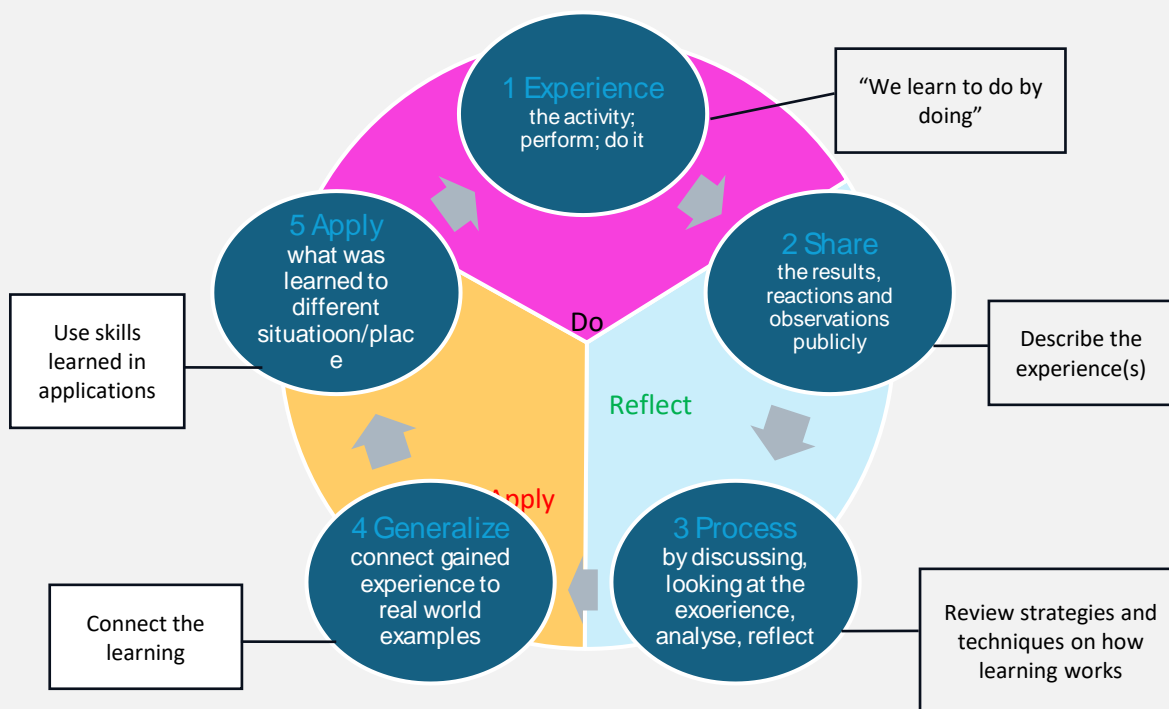 1 Experience
the activity;
perform; do it
“We learn to do by
doing”
2 Share
the results,
reactions and
observations
publicly
Describe the
experience(s)
3 Process
by discussing,
looking at the
exoerience,
analyse, reflect
Review strategies and
techniques on how
learning works
4 Generalize
connect gained
experience to
real world
examples
Connect the
learning
5 Apply
what was
learned to
different
situatioon/plac
e
Use skills
learned in
applications
Do
Reflect
Apply